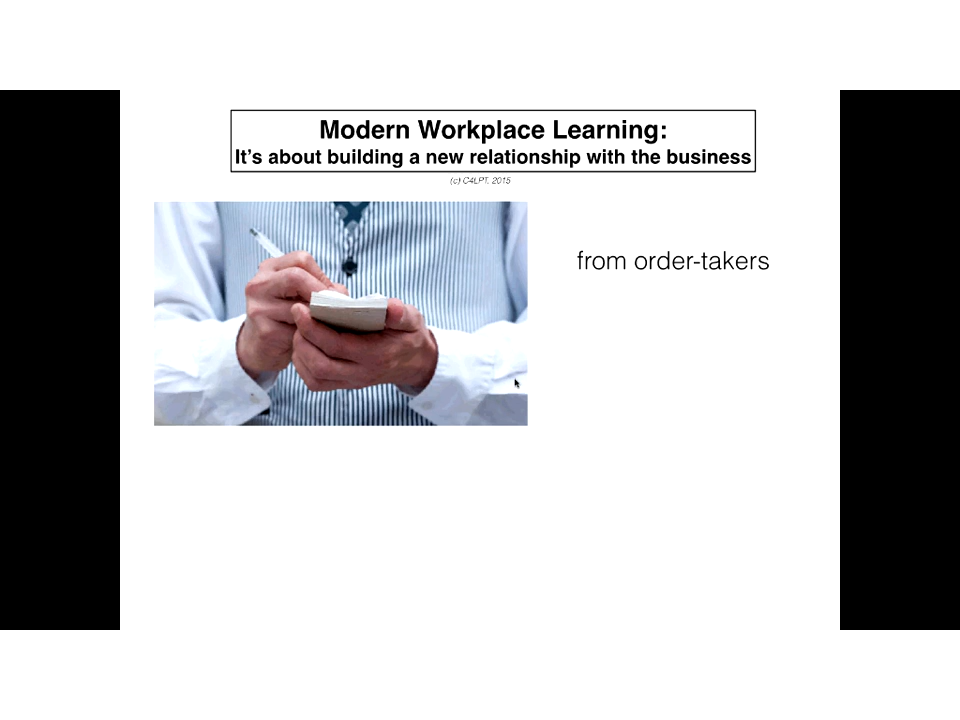 Modern Workplace Learning:
It's about building a new relationship with the business
(c) C4LPT, 2015
from order-takers